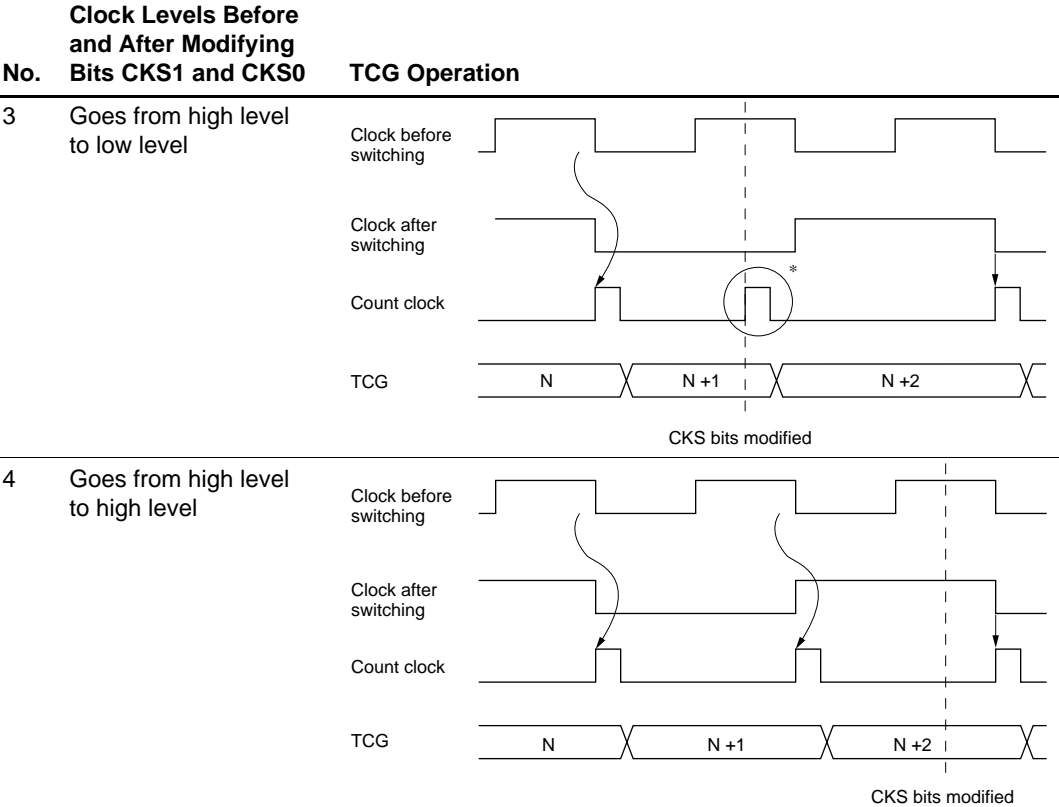 Clock Levels Before
and After Modifying
No. Bits CKS1 and CKS0 TCG Operation
3 Goes from high level
to low level
Clock before
switching
Clock after
switching
*
Count clock
TCG N N +1 N +2
CKS bits modified
4 Goes from high level
to high level
Clock before
switching
Clock after
switching
Count clock
TCG N N +1 N +2
CKS bits modified